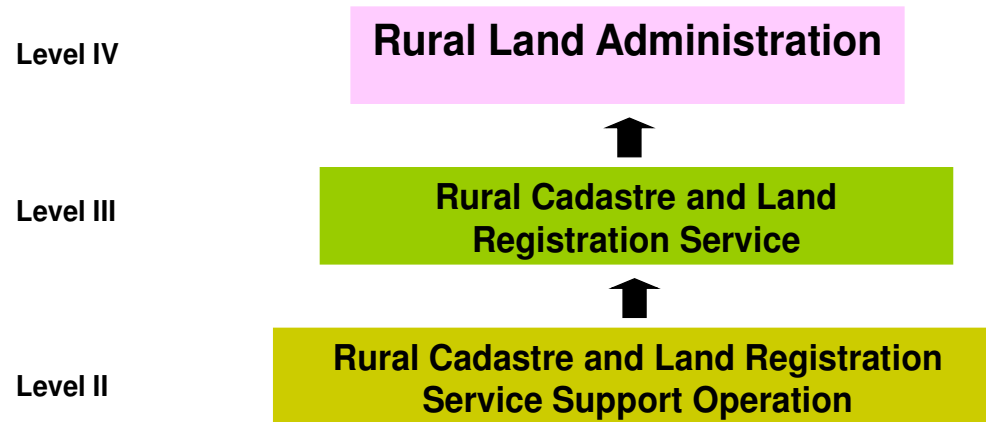 Level IV
Rural Land Administration
Level III
Rural Cadastre and Land
Registration Service
Level II
Rural Cadastre and Land Registration
Service Support Operation